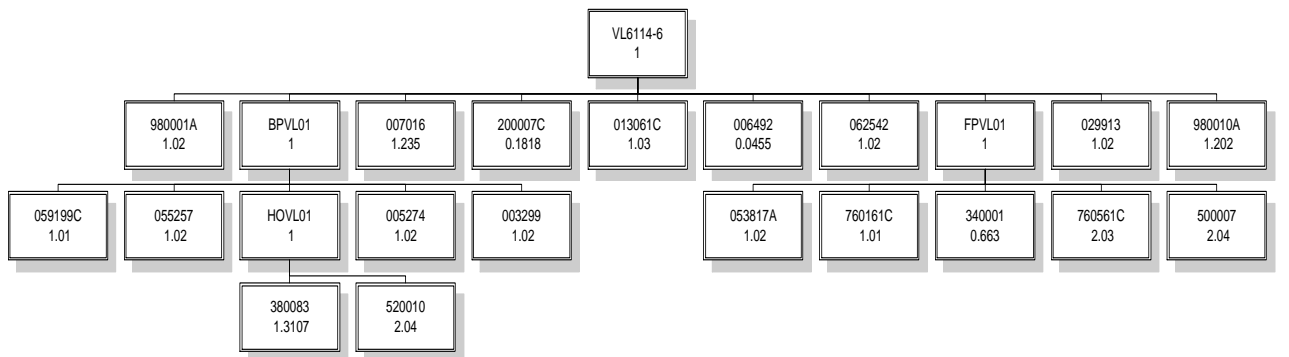 VL6114-6
1
980001A
1.02
BPVL01
1
007016
1.235
200007C
0.1818
013061C
1.03
006492
0.0455
062542
1.02
FPVL01
1
029913
1.02
980010A
1.202
059199C
1.01
055257
1.02
HOVL01
1
005274
1.02
003299
1.02
053817A
1.02
760161C
1.01
340001
0.663
760561C
2.03
500007
2.04
380083
1.3107
520010
2.04